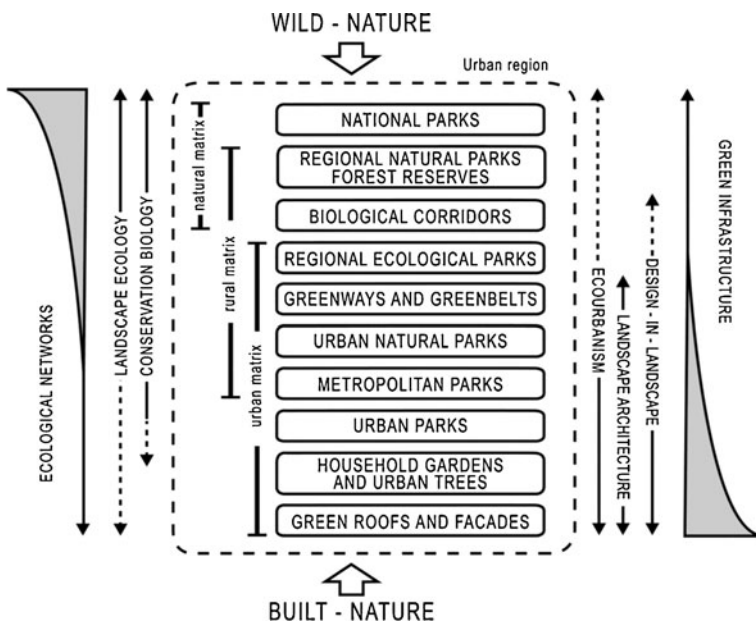 WILD - NATURE
Urban region
NATIONAL PARKS
REGIONAL NATURAL PARKS
FOREST RESERVES
BIOLOGICAL CORRIDORS
REGIONAL ECOLOGICAL PARKS
GREENWAYS AND GREENBELTS
URBAN NATURAL PARKS
METROPOLITAN PARKS
URBAN PARKS
HOUSEHOLD GARDENS
AND URBAN TREES
GREEN ROOFS AND FACADES
BUILT - NATURE
ECOLOGICAL NETWORKS
LANDSCAPE ECOLOGY
CONSERVATION BIOLOGY
natural matrix
rural matrix
urban matrix
ECOURBANISM
LANDSCAPE ARCHITECTURE
DESIGN - IN - LANDSCAPE
GREEN INFRASTRUCTURE